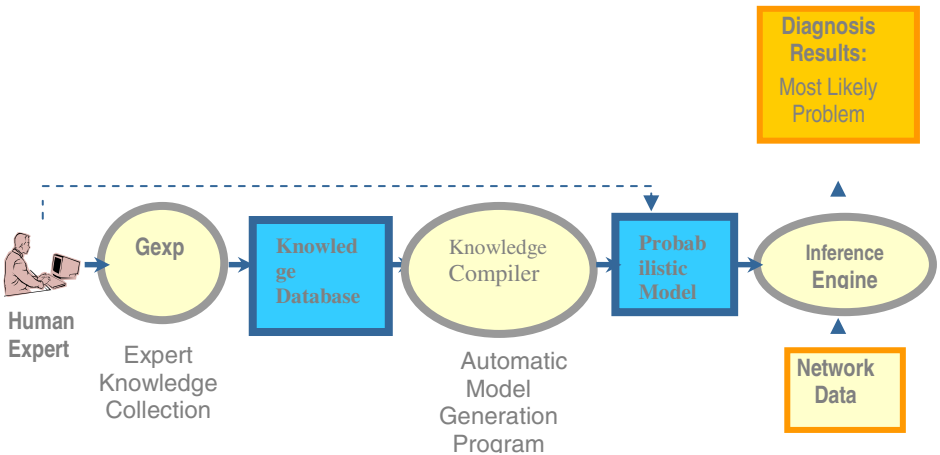 Diagnosis
Results:
Most Likely
Problem
Human
Expert
Gexp
Expert
Knowledge
Collection
Knowled
ge
Database
Knowledge
Compiler
Automatic
Model
Generation
Program
Probab
ilistic
Model
Inference
Engine
Network
Data